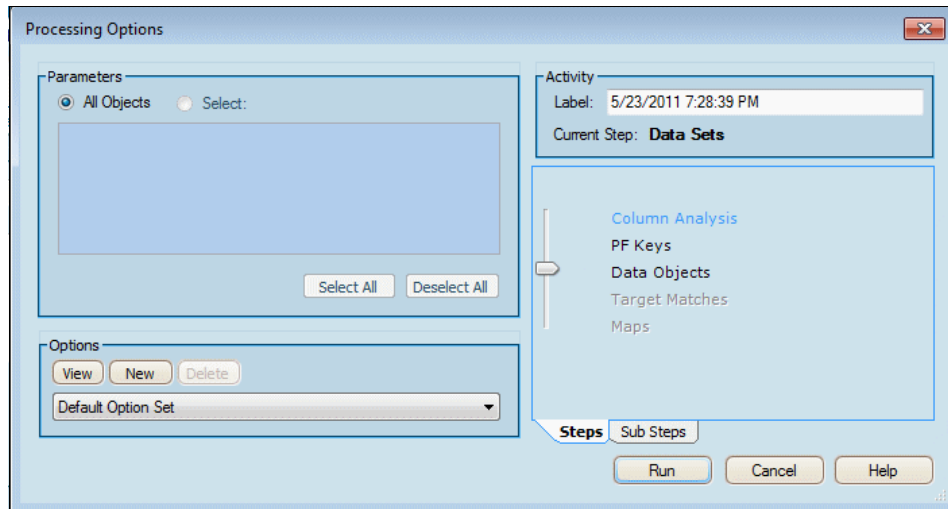 Processing Options
Parameters
All Objects Select:
Select All Deselect All
Options
View New Delete
Default Option Set
Activity
Label: 5/23/2011 7:28:39 PM
Current Step: Data Sets
Column Analysis
PF Keys
Data Objects
Target Matches
Maps
Steps Sub Steps
Run Cancel Help